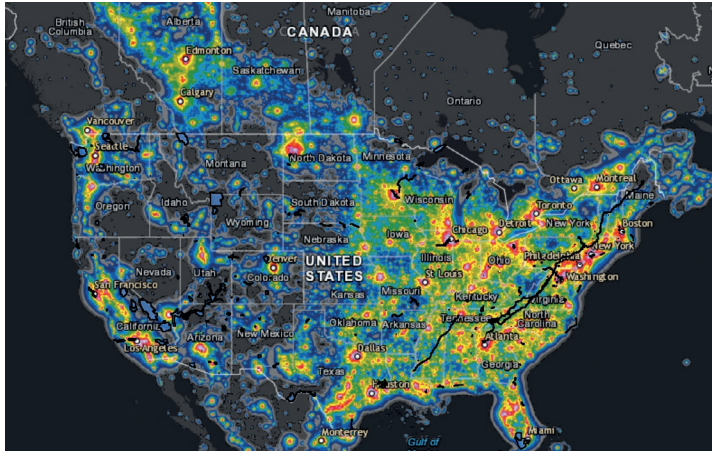 Manitoba
British
Columbia
Alberta
CANADA
Quebec
Edmonton
Saskatchewan
Calgary
Ontario
Vancouver
Seattle
Washington
Montana
North Dakota
Minnesota
Ottawa
Montreal
Maine
Oregon
Idaho
South Dakota
Wisconsin
Toronto
Wyoming
Detroit
New York
Boston
Nebraska
Iowa
Chicago
New York
Nevada
Utah
Denver
Colorado
UNITED
STATES
Illinois
Ohio
Philadelphia
St Louis
Washington
San Francisco
Kansas
Missouri
Kentucky
Virginia
California
Tennessee
North
Carolina
Los Angeles
Arizona
New Mexico
Oklahoma
Arkansas
Atlanta
Dallas
Georgia
Texas
Houston
Monterrey
Gulf of
Miami